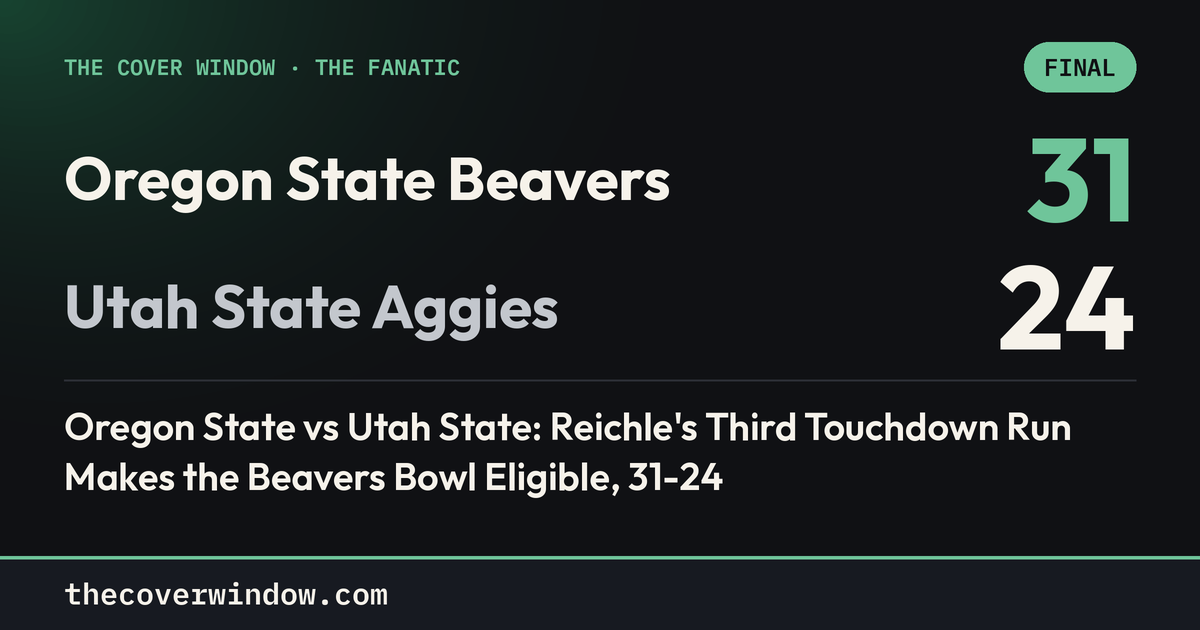 THE COVER WINDOW · THE FANATIC
FINAL
Oregon State Beavers 31
Utah State Aggies 24
Oregon State vs Utah State: Reichle's Third Touchdown Run
Makes the Beavers Bowl Eligible, 31-24
thecoverwindow.com